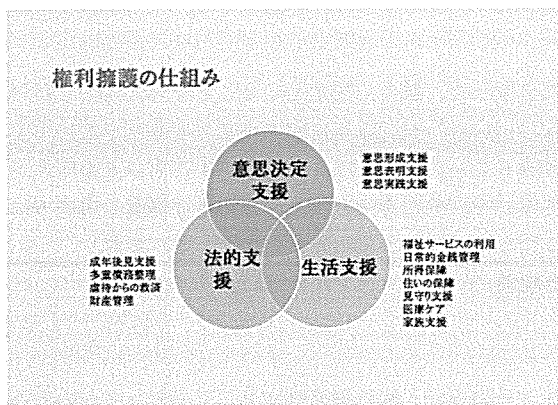 権利擁護の仕組み
意思決定
支援
意思形成支援
意思表明支援
意思実践支援
法的支
援
成年後見支援
多重債務整理
虐待からの救済
財産管理
生活支援
福祉サービスの利用
日常的金銭管理
所得保障
住いの保障
見守り支援
医療ケア
家族支援